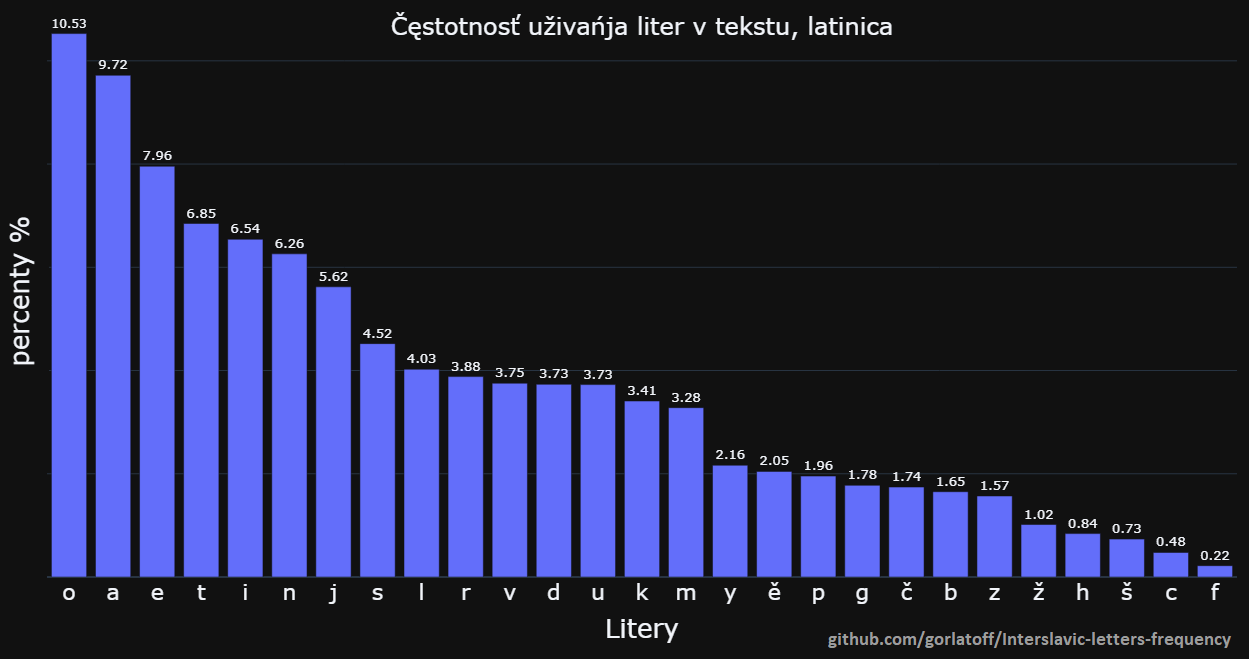 Čęstotnosť uživańja liter v tekstu, latinica
percenty %
10.53 9.72 7.96 6.85 6.54 6.26 5.62 4.52 4.03 3.88 3.75 3.73 3.73 3.41 3.28 2.16 2.05 1.96 1.78 1.74 1.65 1.57 1.02 0.84 0.73 0.48 0.22
o a e t i n j s l r v d u k m y ě p g č b z ž h š c f
Litery
github.com/gorlatoff/Interslavic-letters-frequency